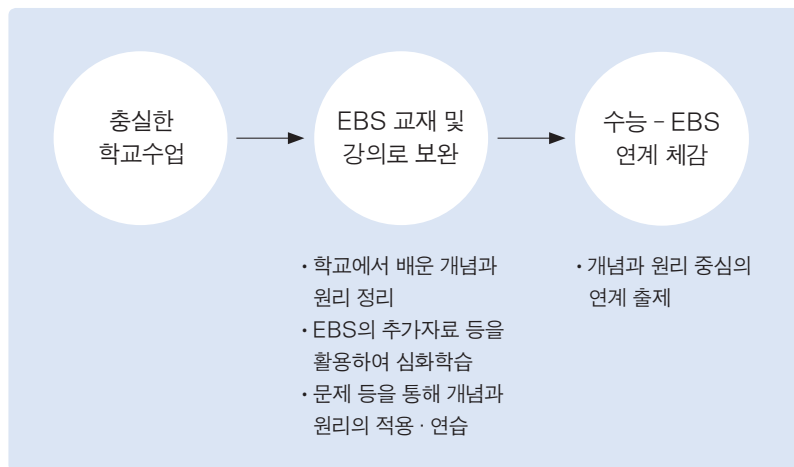 충실한
학교수업
EBS 교재 및
강의로 보완
수능 – EBS
연계 체감
· 학교에서 배운 개념과
원리 정리
· EBS의 추가자료 등을
활용하여 심화학습
· 문제 등을 통해 개념과
원리의 적용 · 연습
· 개념과 원리 중심의
연계 출제